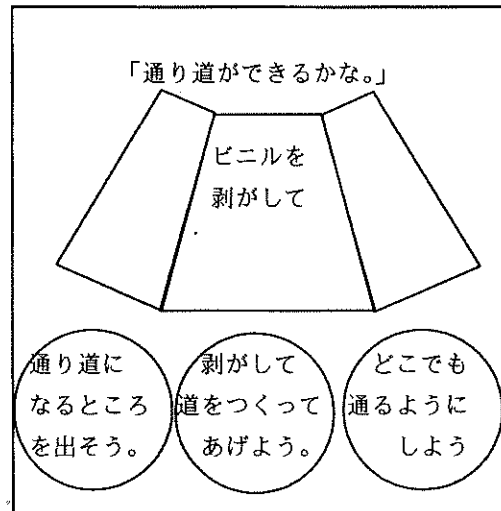 「通り道ができるかな。」
ビニルを
剥がして
通り道に
なるところ
を出そう。
剥がして
道をつくって
あげよう。
どこでも
通るように
しよう